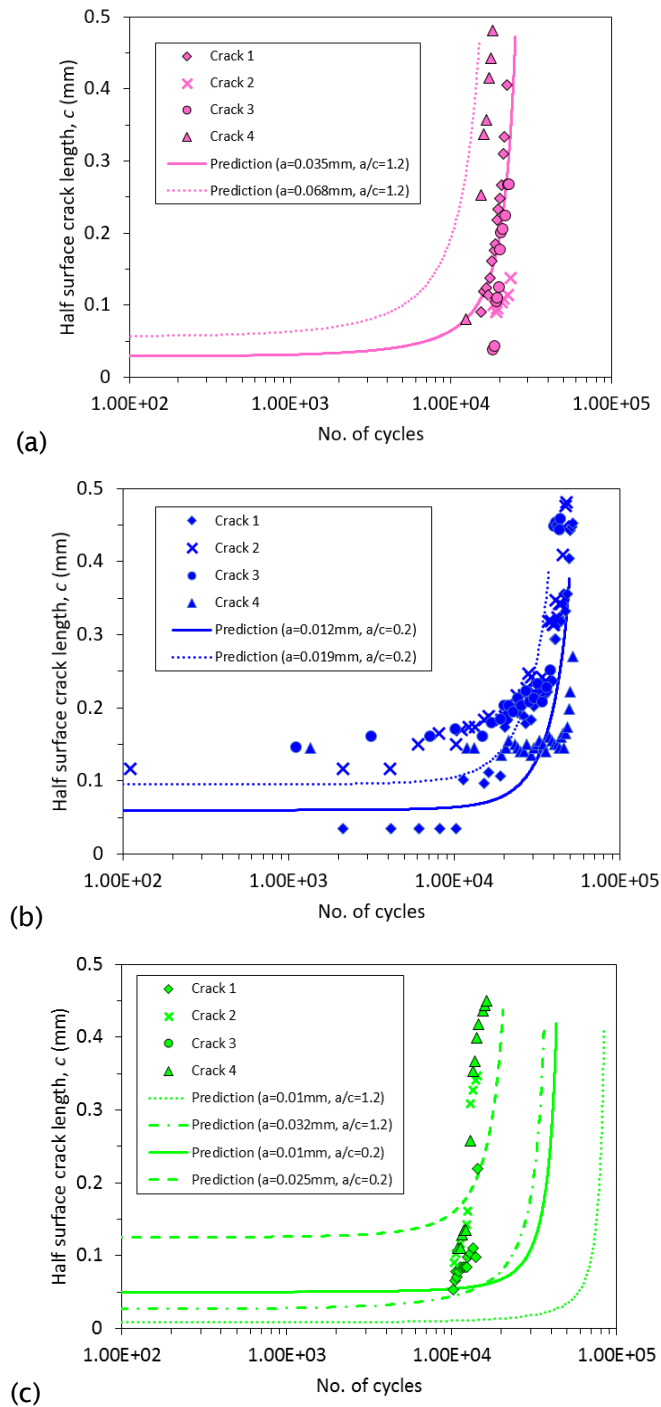 0.5
Crack 1
Crack 2
Crack 3
Crack 4
Prediction (a=0.035mm, a/c=1.2)
Prediction (a=0.068mm, a/c=1.2)
0.4
0.3
0.2
0.1
0
Half surface crack length, c (mm)
1.00E+02 1.00E+03 1.00E+04 1.00E+05
No. of cycles
(a)
0.5
Crack 1
Crack 2
Crack 3
Crack 4
Prediction (a=0.012mm, a/c=0.2)
Prediction (a=0.019mm, a/c=0.2)
0.4
0.3
0.2
0.1
0
Half surface crack length, c (mm)
1.00E+02 1.00E+03 1.00E+04 1.00E+05
No. of cycles
(b)
0.5
Crack 1
Crack 2
Crack 3
Crack 4
Prediction (a=0.01mm, a/c=1.2)
Prediction (a=0.032mm, a/c=1.2)
Prediction (a=0.01mm, a/c=0.2)
Prediction (a=0.025mm, a/c=0.2)
0.4
0.3
0.2
0.1
0
Half surface crack length, c (mm)
1.00E+02 1.00E+03 1.00E+04 1.00E+05
No. of cycles
(c)